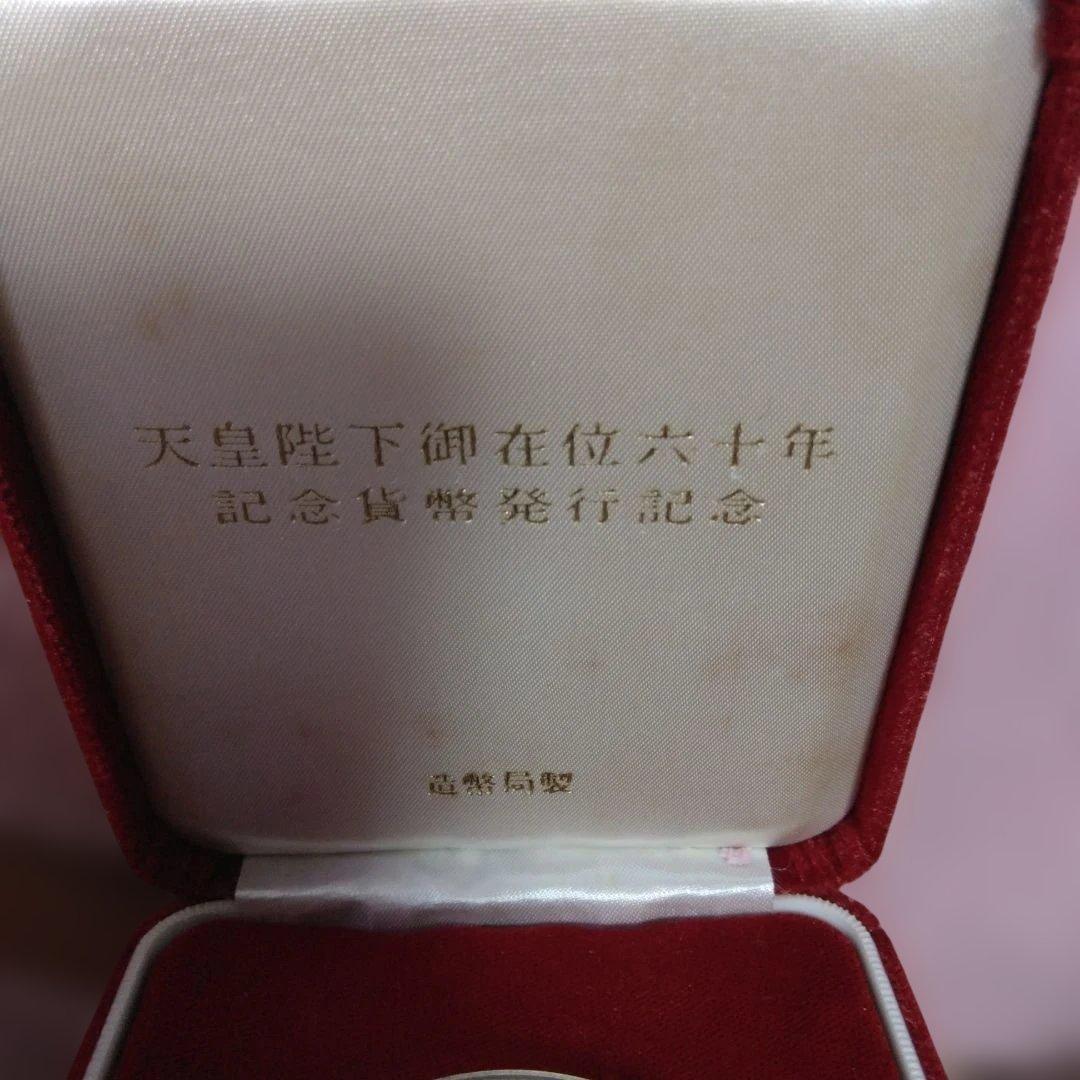 天皇陛下御在位六十年
記念貨幣発行記念
造幣局製